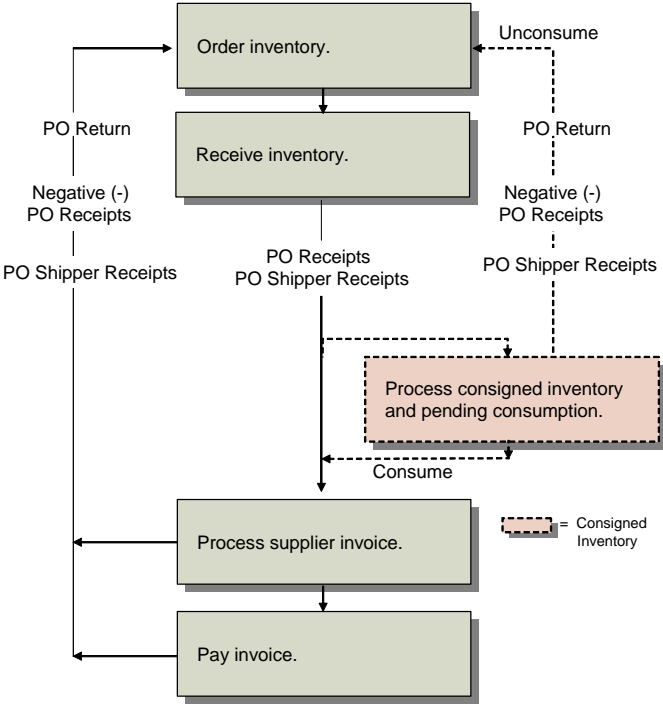 Order inventory.
Unconsume
PO Return
PO Return
Receive inventory.
Negative (-)
PO Receipts
Negative (-)
PO Receipts
PO Shipper Receipts
PO Receipts
PO Shipper Receipts
PO Shipper Receipts
Process consigned inventory
and pending consumption.
Consume
Process supplier invoice.
= Consigned
Inventory
Pay invoice.